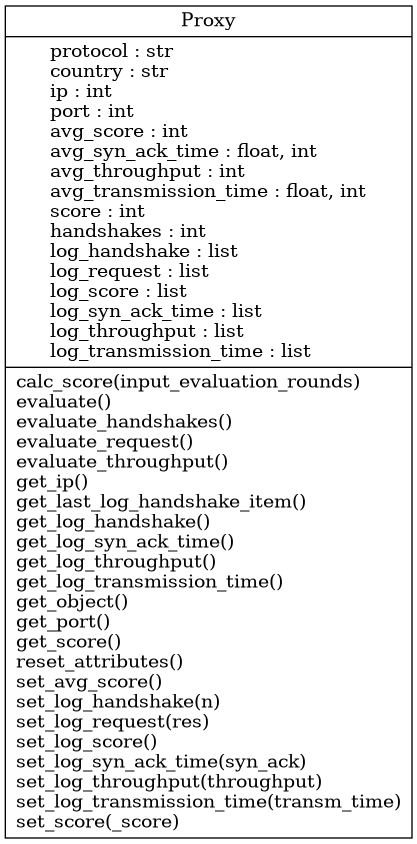 Proxy
protocol : str
country : str
ip : int
port : int
avg_score : int
avg_syn_ack_time : float, int
avg_throughput : int
avg_transmission_time : float, int
score : int
handshakes : int
log_handshake : list
log_request : list
log_score : list
log_syn_ack_time : list
log_throughput : list
log_transmission_time : list
calc_score(input_evaluation_rounds)
evaluate()
evaluate_handshakes()
evaluate_request()
evaluate_throughput()
get_ip()
get_last_log_handshake_item()
get_log_handshake()
get_log_syn_ack_time()
get_log_throughput()
get_log_transmission_time()
get_object()
get_port()
get_score()
reset_attributes()
set_avg_score()
set_log_handshake(n)
set_log_request(res)
set_log_score()
set_log_syn_ack_time(syn_ack)
set_log_throughput(throughput)
set_log_transmission_time(transm_time)
set_score(_score)